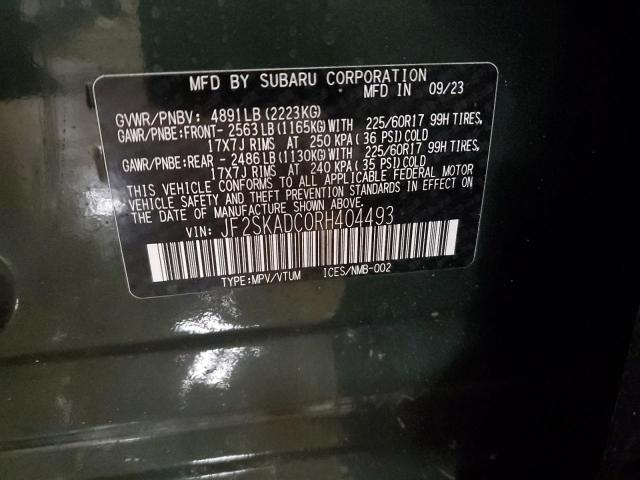 MFD BY SUBARU CORPORATION
MFD IN 09/23
GVWR/PNBV: 4891LB(2223KG)
GAWR/PNBE:FRONT- 2563LB(1165KG)WITH 225/60R17 99H TIRES,
17X7J RIMS AT 250 KPA(36 PSI)COLD
GAWR/PNBE:REAR - 2486LB(1130KG)WITH 225/60R17 99H TIRES,
17X7J RIMS AT 240 KPA(35 PSI)COLD
THIS VEHICLE CONFORMS TO ALL APPLICABLE FEDERAL MOTOR
VEHICLE SAFETY AND THEFT PREVENTION STANDARDS IN EFFECT ON
THE DATE OF MANUFACTURE SHOWN ABOVE.
VIN: JF2SKADC0RH404493
TYPE:MPV/VTUM ICES/NMB-002